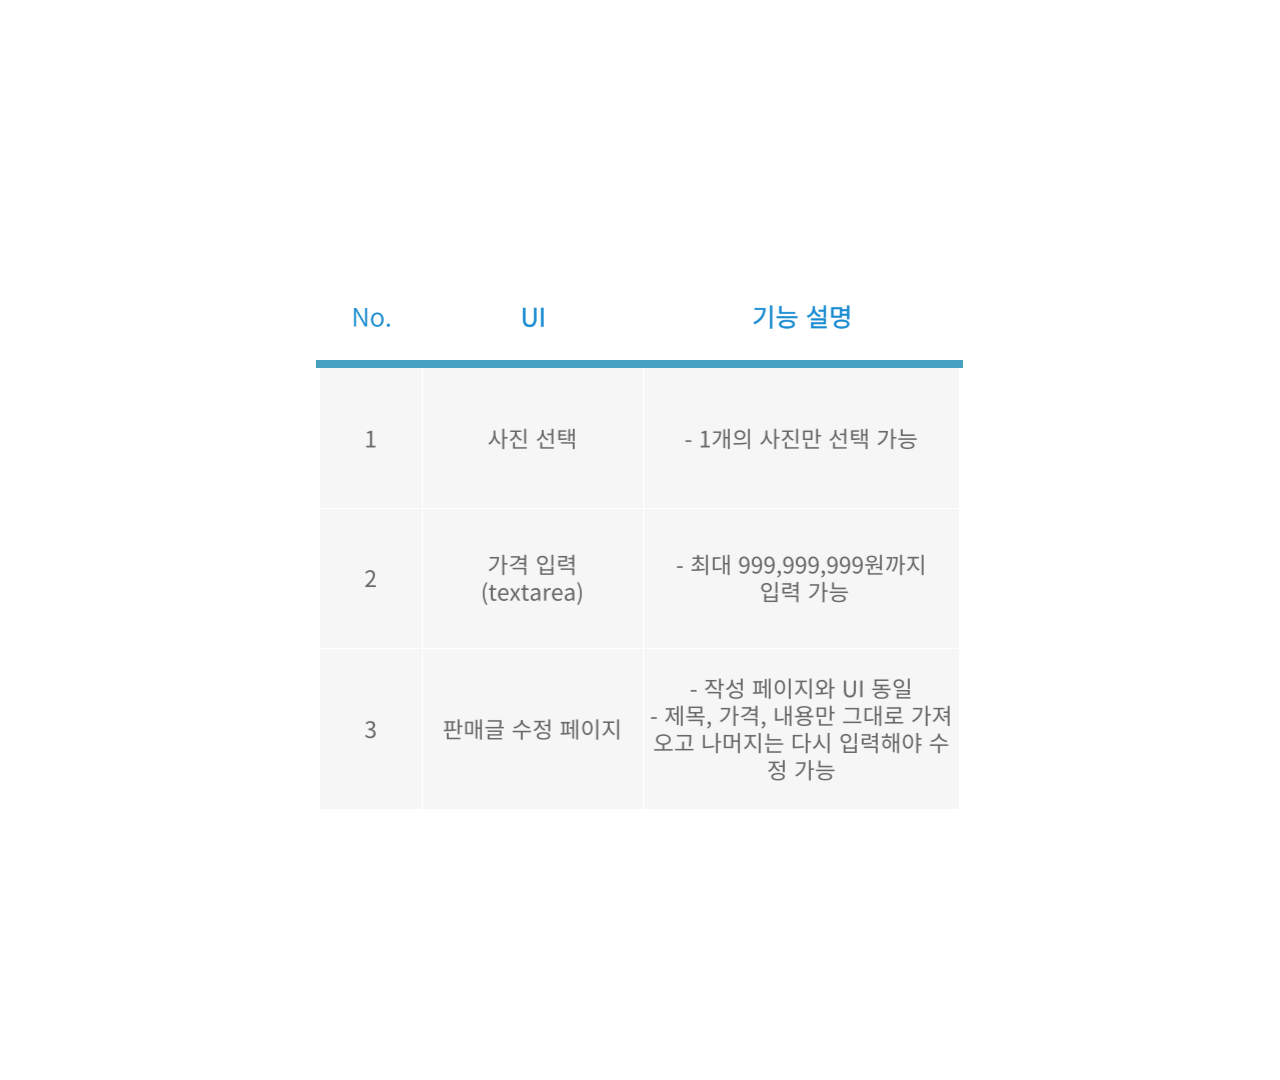 No. UI 기능 설명
1 사진 선택 - 1개의 사진만 선택 가능
2 가격 입력 (textarea) - 최대 999,999,999원까지
입력 가능
3 판매글 수정 페이지 - 작성 페이지와 UI 동일
- 제목, 가격, 내용만 그대로 가져
오고 나머지는 다시 입력해야 수
정 가능